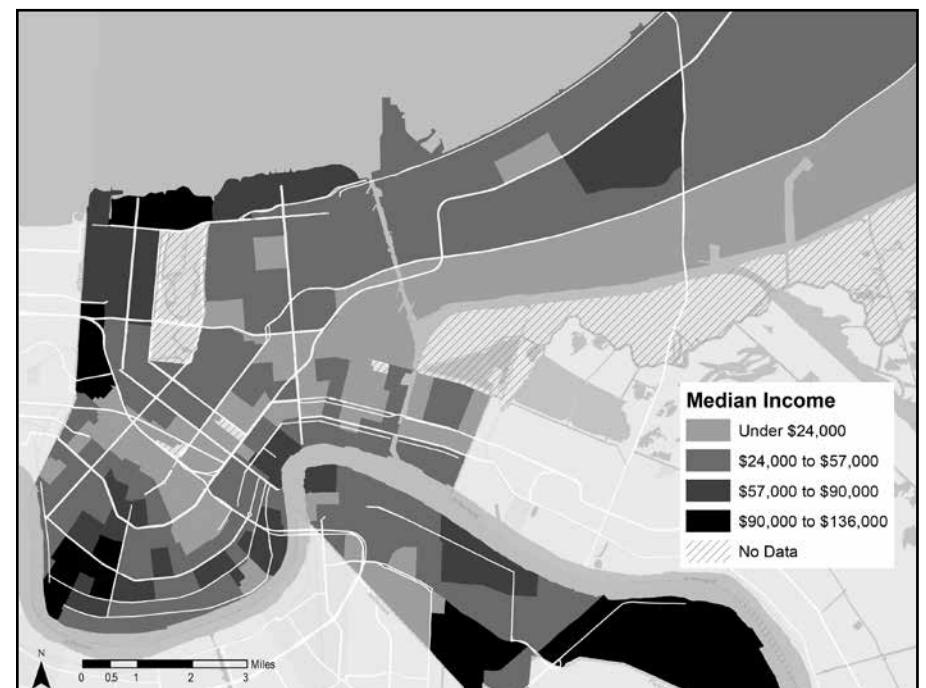 Median Income
Under $24,000
$24,000 to $57,000
$57,000 to $90,000
$90,000 to $136,000
No Data
N
Miles
0 0.5 1 2 3